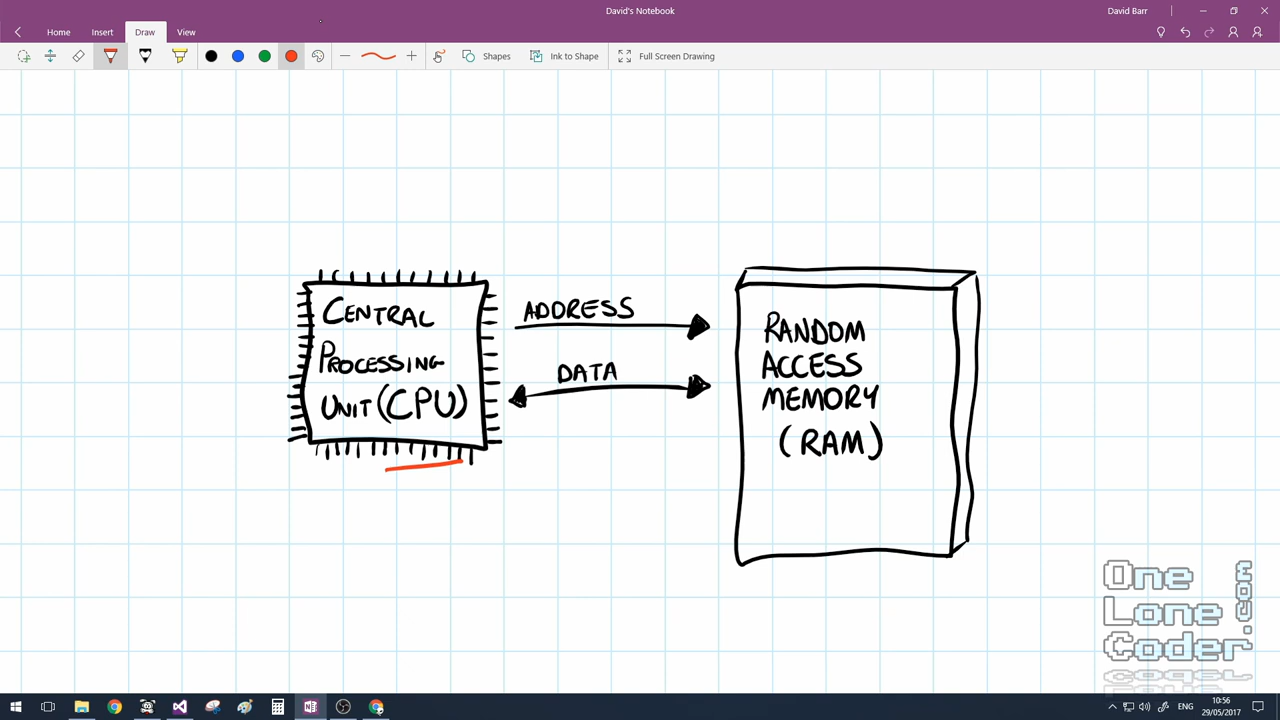 David's Notebook
David Barr
Home Insert Draw View
Shapes Ink to Shape Full Screen Drawing
CENTRAL
PROCESSING
UNIT (CPU)
ADDRESS
DATA
RANDOM
ACCESS
MEMORY
(RAM)
One
Lone
Coder
.com
ENG
10:56
29/05/2017